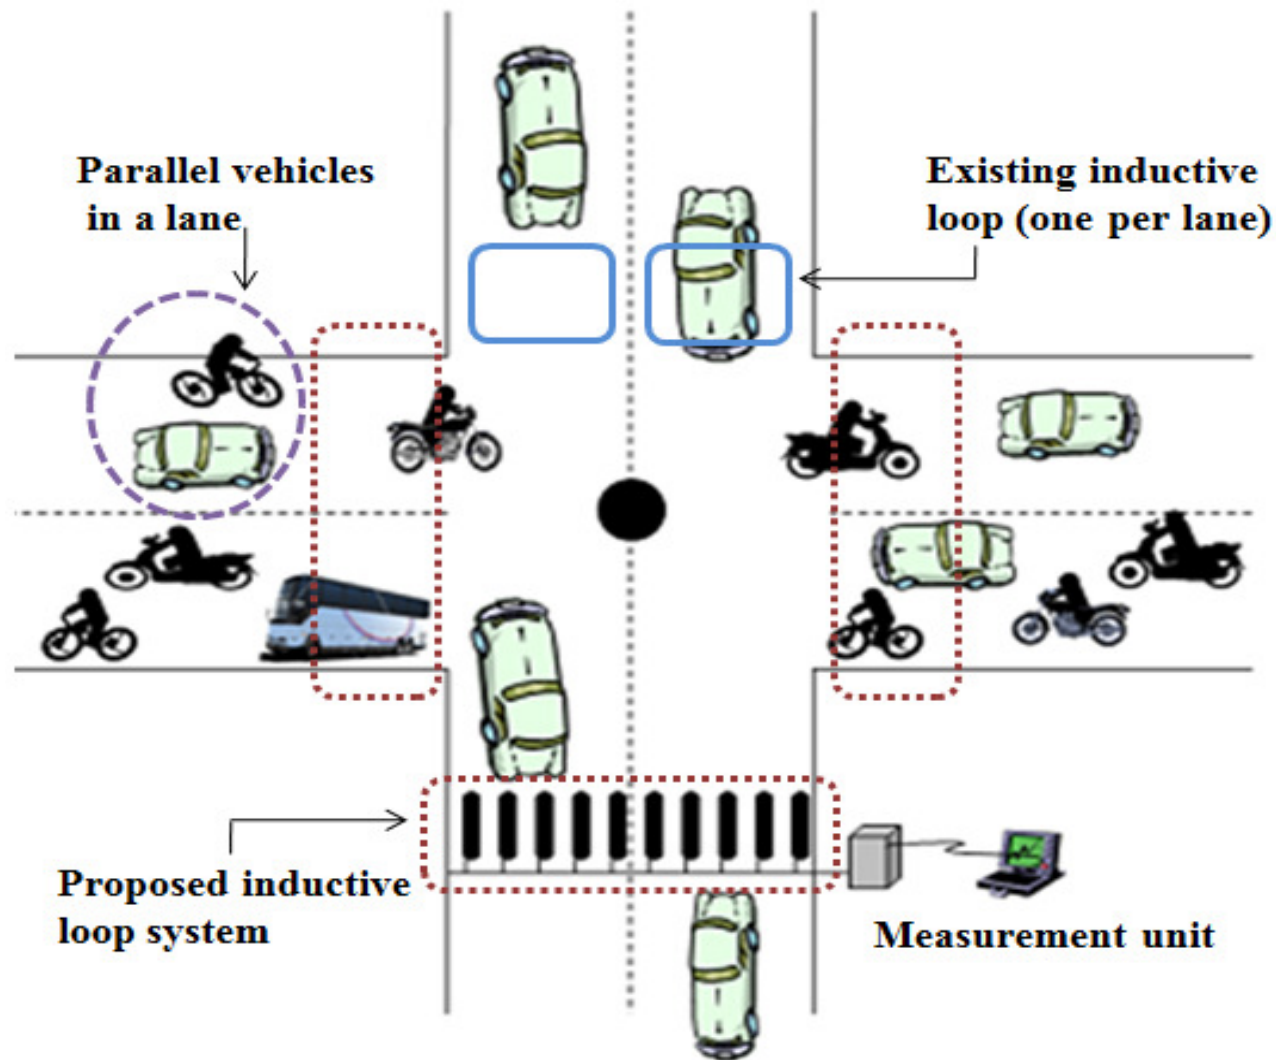 Parallel vehicles
in a lane
Existing inductive
loop (one per lane)
Proposed inductive
loop system
Measurement unit